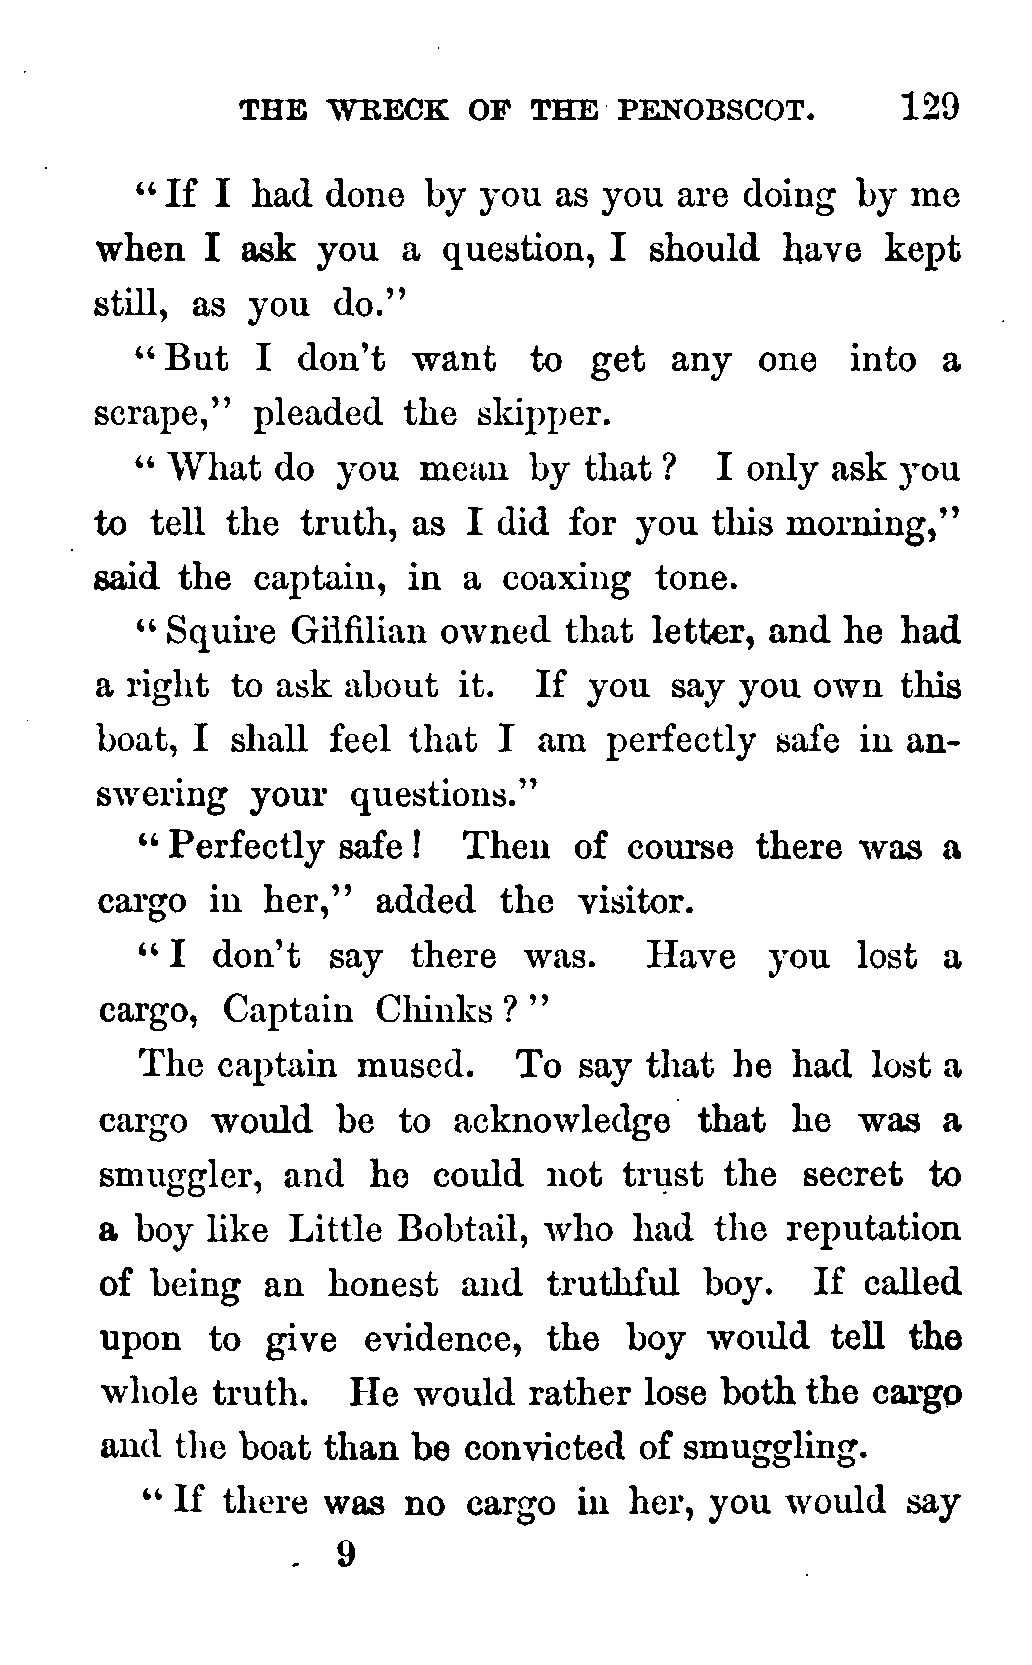 THE WRECK OF THE PENOBSCOT. 129
"If I had done by you as you are doing by me
when I ask you a question, I should have kept
still, as you do."
"But I don't want to get any one into a
scrape," pleaded the skipper.
"What do you mean by that? I only ask you
to tell the truth, as I did for you this morning,"
said the captain, in a coaxing tone.
"Squire Gilfilian owned that letter, and he had
a right to ask about it. If you say you own this
boat, I shall feel that I am perfectly safe in an-
swering your questions."
"Perfectly safe! Then of course there was a
cargo in her," added the visitor.
"I don't say there was. Have you lost a
cargo, Captain Chinks?"
The captain mused. To say that he had lost a
cargo would be to acknowledge that he was a
smuggler, and he could not trust the secret to
a boy like Little Bobtail, who had the reputation
of being an honest and truthful boy. If called
upon to give evidence, the boy would tell the
whole truth. He would rather lose both the cargo
and the boat than be convicted of smuggling.
"If there was no cargo in her, you would say
9